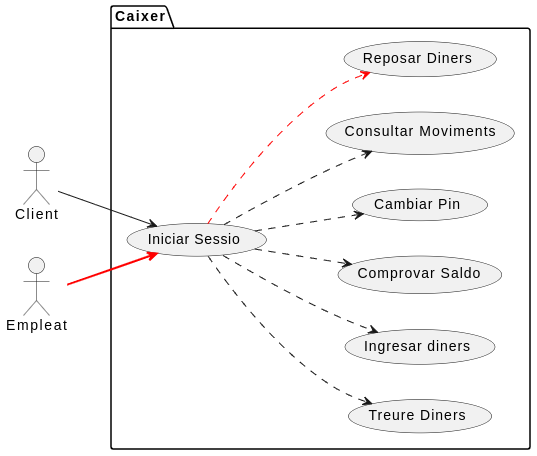 Caixer
Reposar Diners
Consultar Moviments
Client
Cambiar Pin
Iniciar Sessio
Comprovar Saldo
Empleat
Ingresar diners
Treure Diners